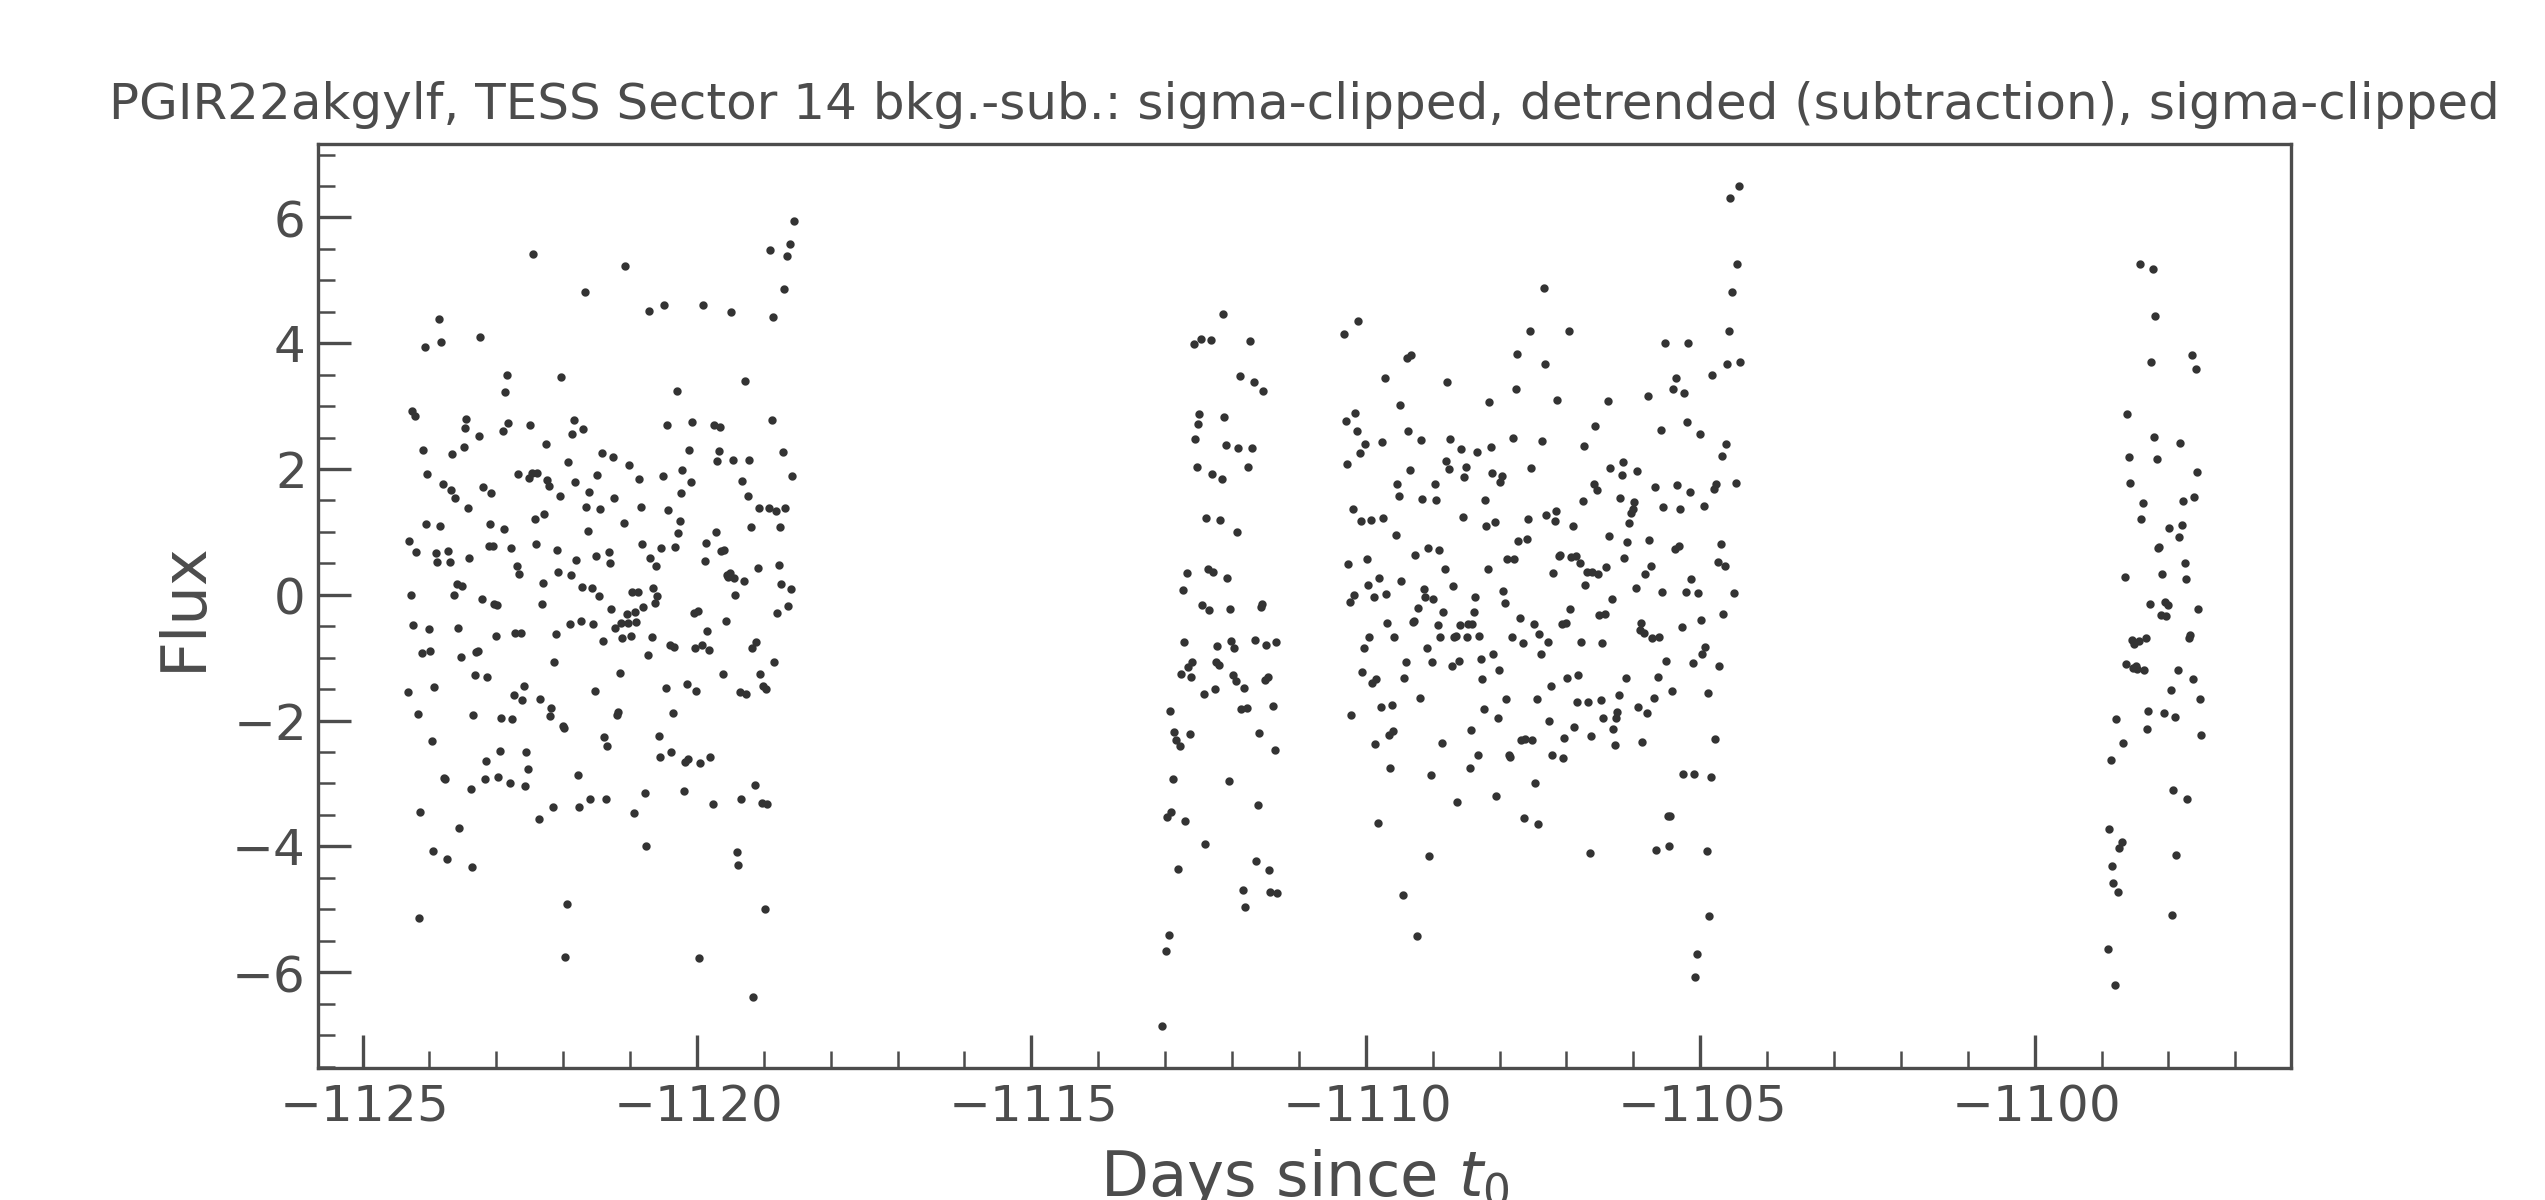 PGIR22akgylf, TESS Sector 14 bkg.-sub.: sigma-clipped, detrended (subtraction), sigma-clipped
6
4
2
0
−2
−4
−6
Flux
−1125 −1120 −1115 −1110 −1105 −1100
Days since t0